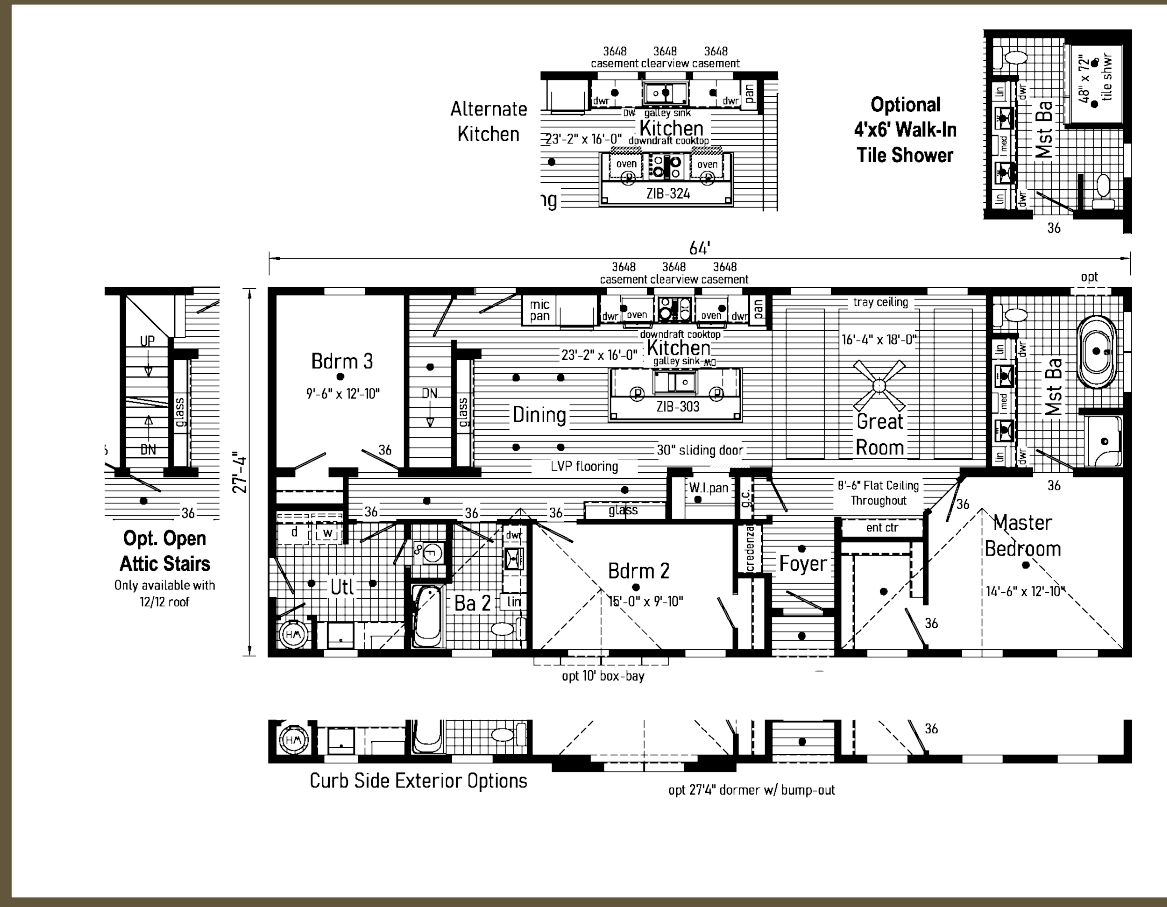 3648 3648 3648
casement clearview casement
Alternate
Kitchen
dwr
dwr
pan
DW galley sink
Kitchen
23'-2" x 16'-0"
downdraft cooktop
oven
oven
ZIB-324
ng
Optional
4'x6' Walk-In
Tile Shower
lin
dwr
med
lin
dwr
Mst Ba
48" x 72"
tile shwr
36
64'
3648 3648 3648
casement clearview casement
opt
27'-4"
UP
DN
glass
36
36
Opt. Open
Attic Stairs
Only available with
12/12 roof
Bdrm 3
9'-6" x 12'-10"
36
DN
glass
mic
pan
dwr
oven
oven
dwr
pan
downdraft cooktop
23'-2" x 16'-0"
Kitchen
galley sink
DW
ZIB-303
Dining
30" sliding door
LVP flooring
tray ceiling
16'-4" x 18'-0"
Great
Room
lin
dwr
med
lin
dwr
Mst Ba
36
W.I.pan
g.c.
8'-6" Flat Ceiling
Throughout
36
ent ctr
Master
Bedroom
14'-6" x 12'-10"
36
36
36
36
glass
d
w
Utl
HW
F
Ba 2
dwr
lin
Bdrm 2
15'-0" x 9'-10"
credenza
Foyer
opt 10' box-bay
HW
36
Curb Side Exterior Options
opt 27'4" dormer w/ bump-out